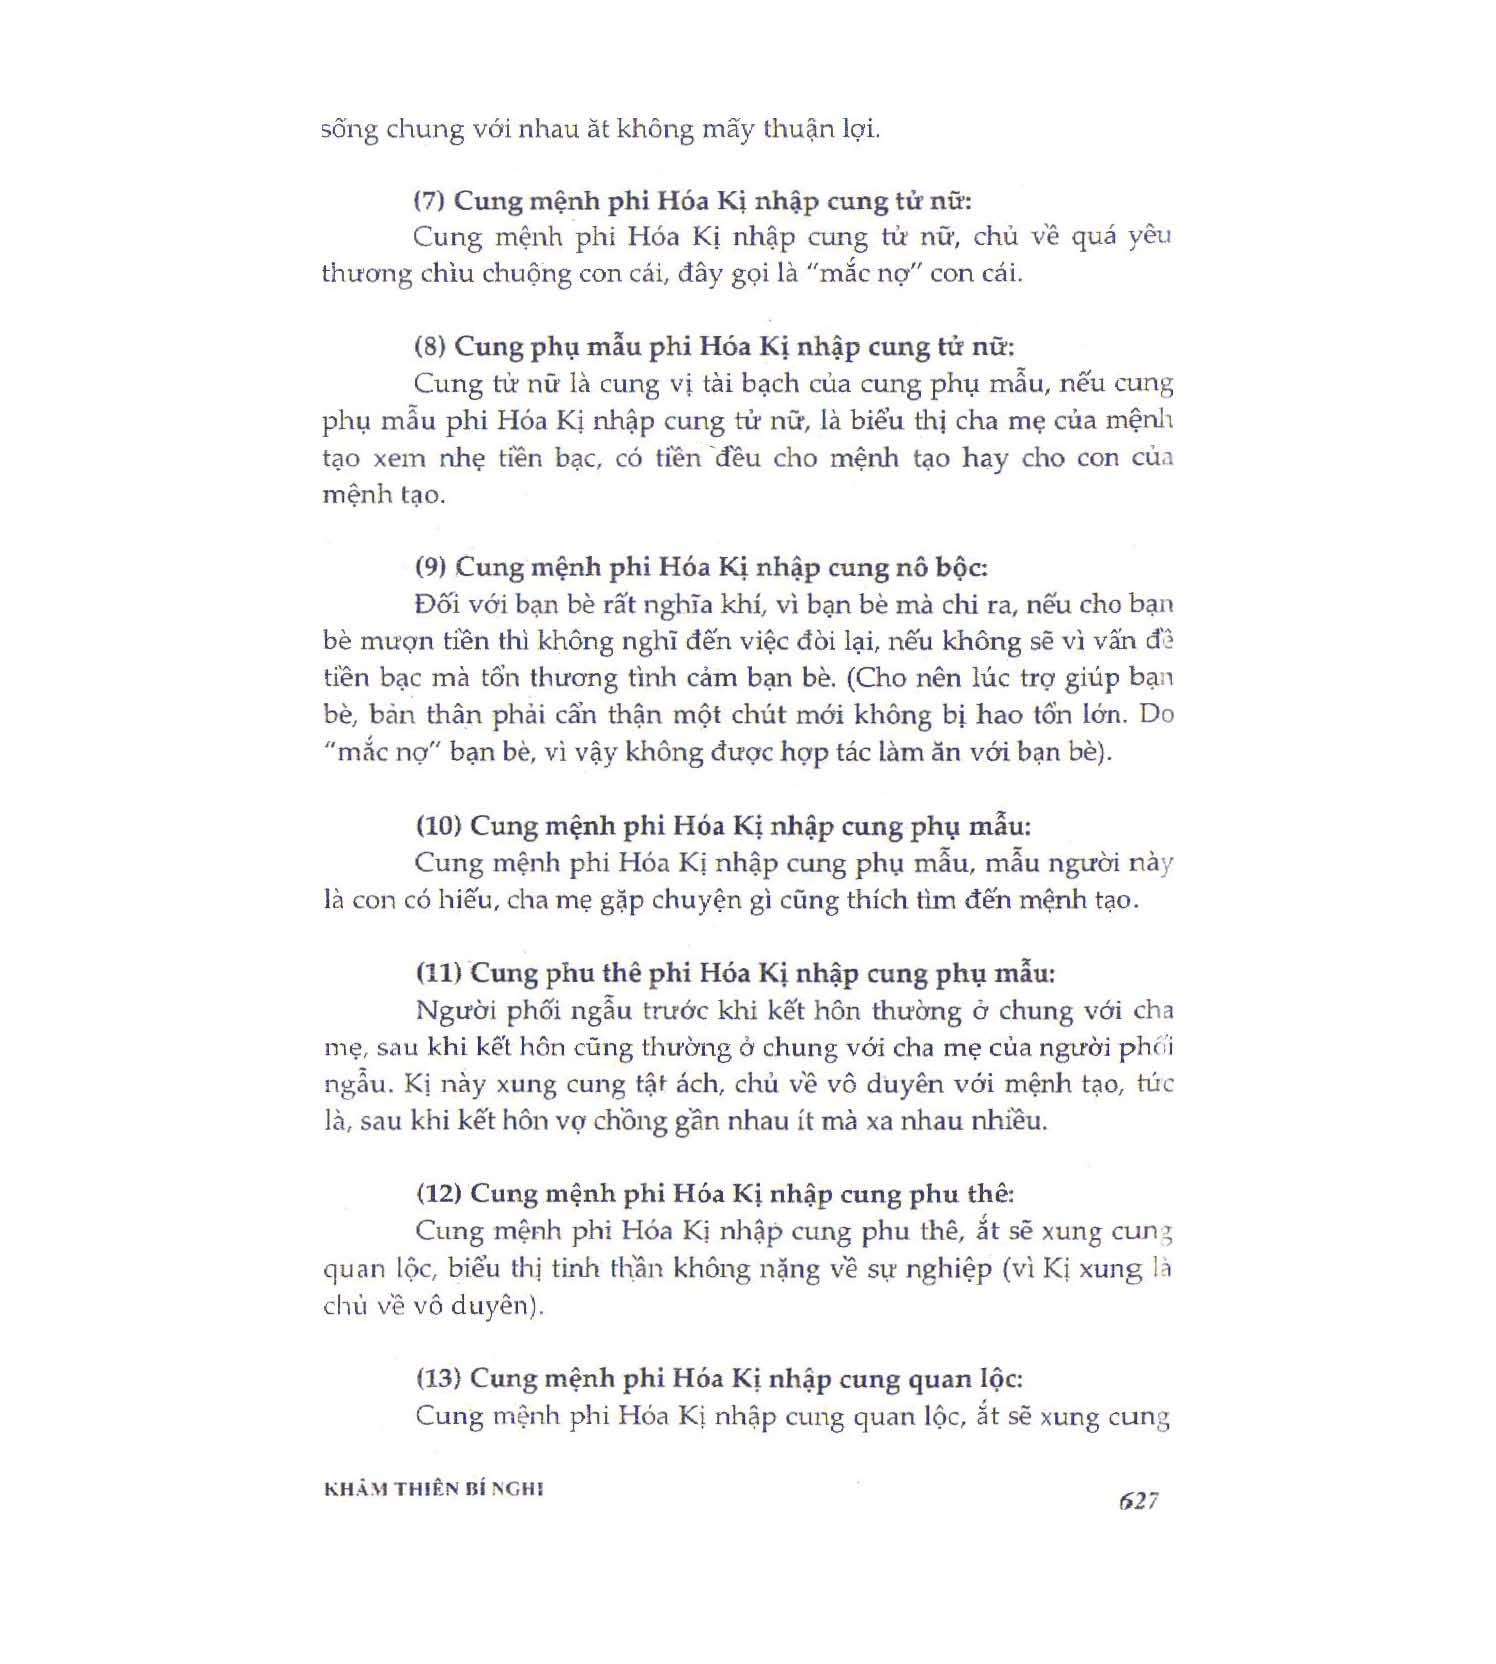 sống chung với nhau ăt không mấy thuận lợi.
(7) Cung mệnh phi Hóa Kị nhập cung tử nữ:
Cung mệnh phi Hóa Kị nhập cung tử nữ, chủ về quá yêu
thương chìu chuộng con cái, đây gọi là "mắc nợ" con cái.
(8) Cung phụ mẫu phi Hóa Kị nhập cung tử nữ:
Cung tử nữ là cung vị tài bạch của cung phụ mẫu, nếu cung
phụ mẫu phi Hóa Kị nhập cung tử nữ, là biểu thị cha mẹ của mệnh
tạo xem nhẹ tiền bạc, có tiền đều cho mệnh tạo hay cho con của
mệnh tạo.
(9) Cung mệnh phi Hóa Kị nhập cung nô bộc:
Đối với bạn bè rất nghĩa khí, vì bạn bè mà chi ra, nếu cho bạn
bè mượn tiền thì không nghĩ đến việc đòi lại, nếu không sẽ vì vấn đề
tiền bạc mà tổn thương tình cảm bạn bè. (Cho nên lúc trợ giúp bạn
bè, bản thân phải cẩn thận một chút mới không bị hao tổn lớn. Do
"mắc nợ" bạn bè, vì vậy không được hợp tác làm ăn với bạn bè).
(10) Cung mệnh phi Hóa Kị nhập cung phụ mẫu:
Cung mệnh phi Hóa Kị nhập cung phụ mẫu, mẫu người này
là con có hiếu, cha mẹ gặp chuyện gì cũng thích tìm đến mệnh tạo.
(11) Cung phu thê phi Hóa Kị nhập cung phụ mẫu:
Người phối ngẫu trước khi kết hôn thường ở chung với cha
mẹ, sau khi kết hôn cũng thường ở chung với cha mẹ của người phối
ngẫu. Kị này xung cung tật ách, chủ về vô duyên với mệnh tạo, tức
là, sau khi kết hôn vợ chồng gần nhau ít mà xa nhau nhiều.
(12) Cung mệnh phi Hóa Kị nhập cung phu thê:
Cung mệnh phi Hóa Kị nhập cung phu thê, ắt sẽ xung cung
quan lộc, biểu thị tinh thần không nặng về sự nghiệp (vì Kị xung là
chủ về vô duyên).
(13) Cung mệnh phi Hóa Kị nhập cung quan lộc:
Cung mệnh phi Hóa Kị nhập cung quan lộc, ắt sẽ xung cung
KHÂM THIÊN BÍ NGHI
627